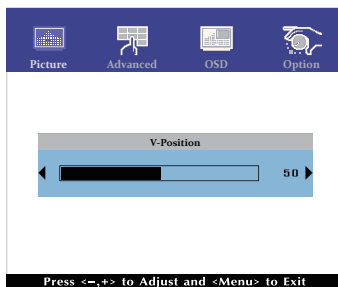 Picture Advanced OSD Option
V-Position
50
Press <−,+> to Adjust and <Menu> to Exit